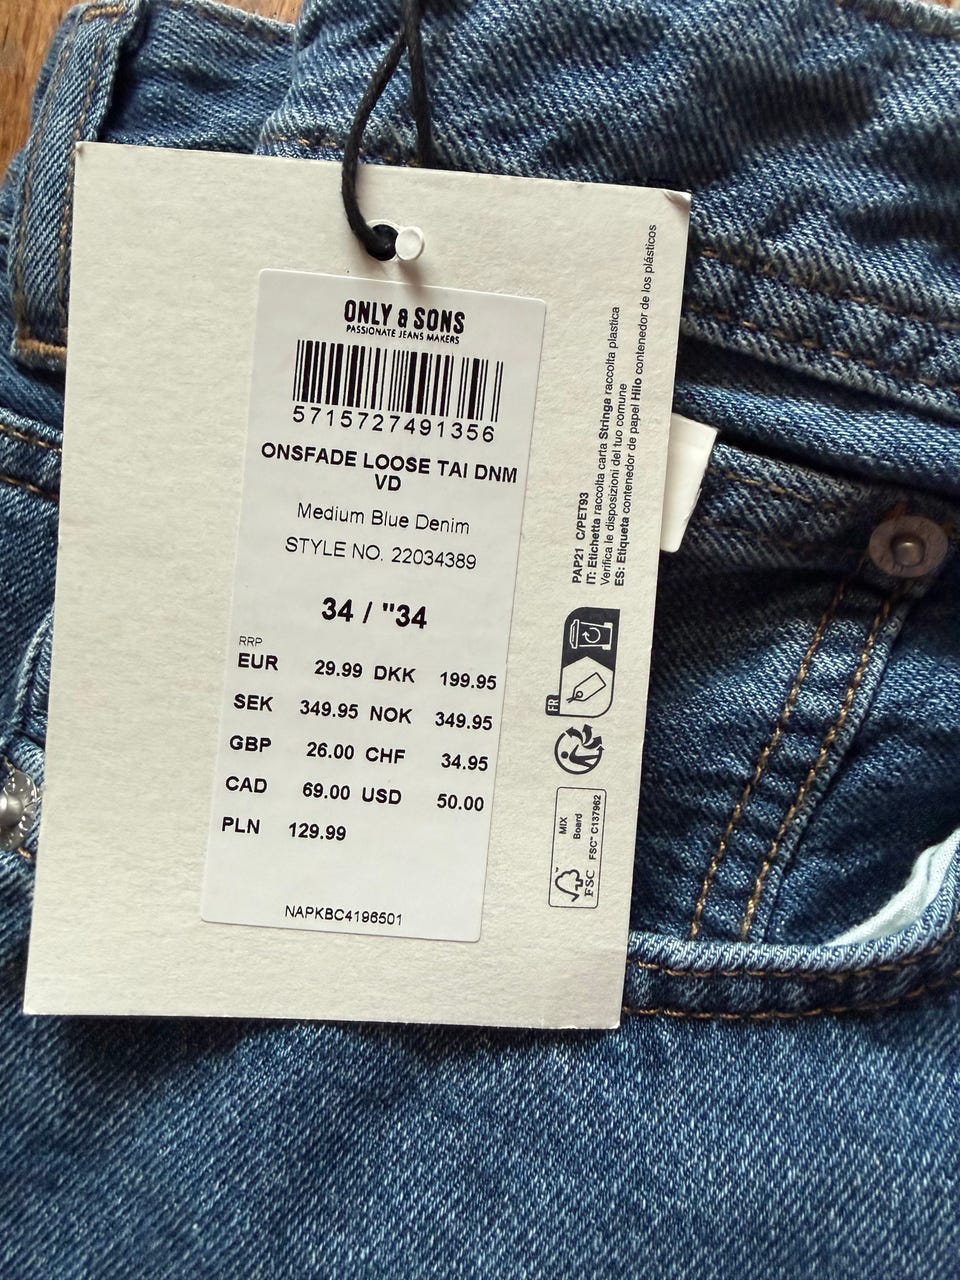 ONLY & SONS
PASSIONATE JEANS MAKERS
5715727491356
ONSFADE LOOSE TAI DNM
VD
Medium Blue Denim
STYLE NO. 22034389
34 / "34
RRP
EUR 29.99 DKK 199.95
SEK 349.95 NOK 349.95
GBP 26.00 CHF 34.95
CAD 69.00 USD 50.00
PLN 129.99
NAPKBC4196501
PAP21 C/PET93
IT: Etichetta raccolta carta Stringa raccolta plastica
Verifica le disposizioni del tuo comune
ES: Etiqueta contenedor de papel Hilo contenedor de los plásticos
FR
FSC™
MIX
Board
FSC™ C137962